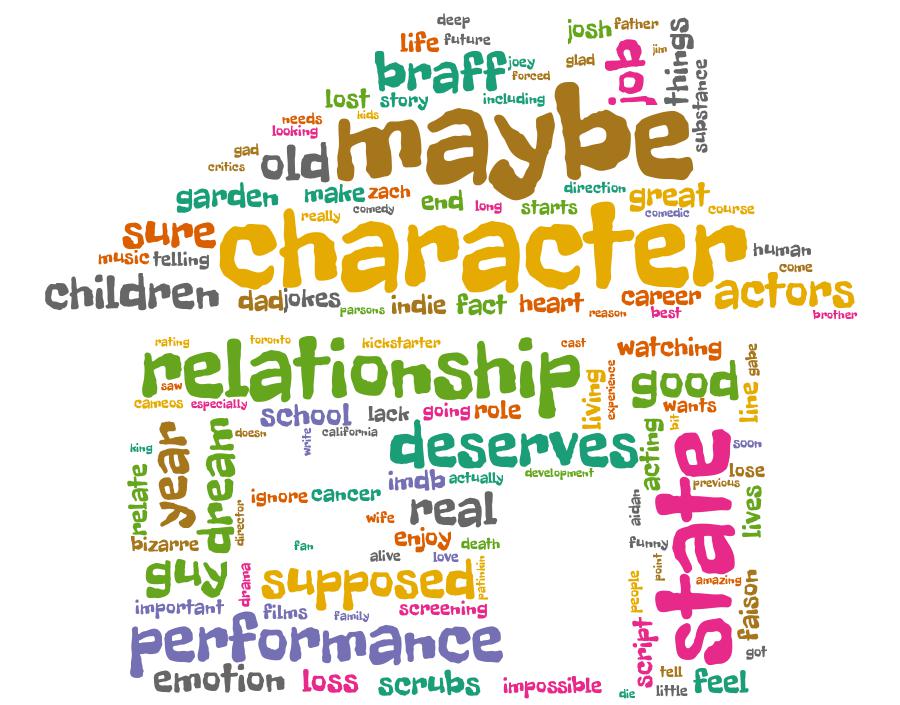 deep
life future josh father
braff joey glad jim job things
forced
lost story including substance
needs kids maybe
looking
gad old
critics
garden make zach end long starts direction great
really comedy comedic course
sure character
music telling human
come
children dad jokes parsons indie fact heart reason career best actors
brother
rating toronto kickstarter cast watching
relationship good gabe
saw living experience line
cameos especially wants
school lack going role bit
doesn write california deserves acting state soon
king year dream imdb actually development lose
relate previous
ignore cancer real aidan lives
director wife
bizarre fan enjoy death funny
alive love point
guy drama supposed patinkin people amazing faison
important films family screening
performance script got
emotion loss scrubs impossible die little tell feel